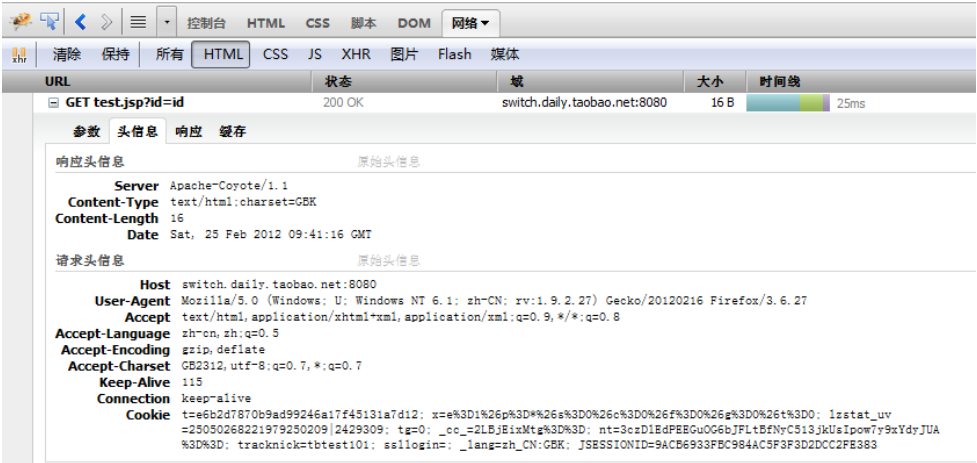 控制台 HTML CSS 脚本 DOM 网络
xhr 清除 保持 所有 HTML CSS JS XHR 图片 Flash 媒体
URL 状态 域 大小 时间线
GET test.jsp?id=id 200 OK switch.daily.taobao.net:8080 16 B 25ms
参数 头信息 响应 缓存
响应头信息 原始头信息
Server Apache-Coyote/1.1
Content-Type text/html;charset=GBK
Content-Length 16
Date Sat, 25 Feb 2012 09:41:16 GMT
请求头信息 原始头信息
Host switch.daily.taobao.net:8080
User-Agent Mozilla/5.0 (Windows; U; Windows NT 6.1; zh-CN; rv:1.9.2.27) Gecko/20120216 Firefox/3.6.27
Accept text/html,application/xhtml+xml,application/xml;q=0.9,*/*;q=0.8
Accept-Language zh-cn,zh;q=0.5
Accept-Encoding gzip,deflate
Accept-Charset GB2312,utf-8;q=0.7,*;q=0.7
Keep-Alive 115
Connection keep-alive
Cookie t=e6b2d7870b9ad99246a17f45131a7d12; x=e%3D1%26p%3D*%26s%3D0%26c%3D0%26f%3D0%26g%3D0%26t%3D0; lzstat_uv
=25050268221979250209|2429309; tg=0; _cc_=2LBjEixMtg%3D%3D; nt=3czD1EdPEEGuOG6bJFLtBfNyC5i3jkUsIpow7y9xYdyJUA
%3D%3D; tracknick=tbtest101; ssllogin=; _lang=zh_CN:GBK; JSESSIONID=9ACB6933FBC984AC5F3F3D2DCC2FE383